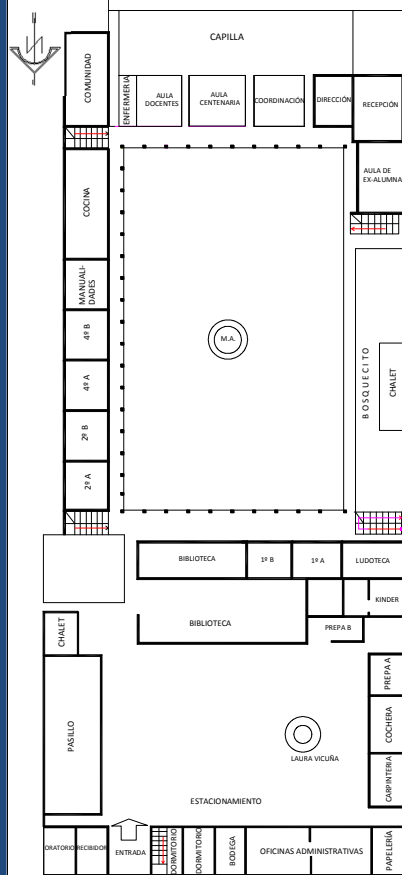 CAPILLA
COMUNIDAD
ENFERMERIA
AULA
DOCENTES
AULA
CENTENARIA
COORDINACIÓN
DIRECCIÓN
RECEPCIÓN
AULA DE
EX-ALUMNA
COCINA
MANUALI-
DADES
4º B
4º A
2º B
2º A
M.A.
BOSQUECITO
CHALET
BIBLIOTECA
1º B
1º A
LUDOTECA
KINDER
BIBLIOTECA
PREPA B
CHALET
PREPA A
PASILLO
COCHERA
LAURA VICUÑA
CARPINTERIA
ESTACIONAMIENTO
ORATORIO
RECIBIDOR
ENTRADA
DORMITORIO
DORMITORIO
BODEGA
OFICINAS ADMINISTRATIVAS
PAPELERÍA